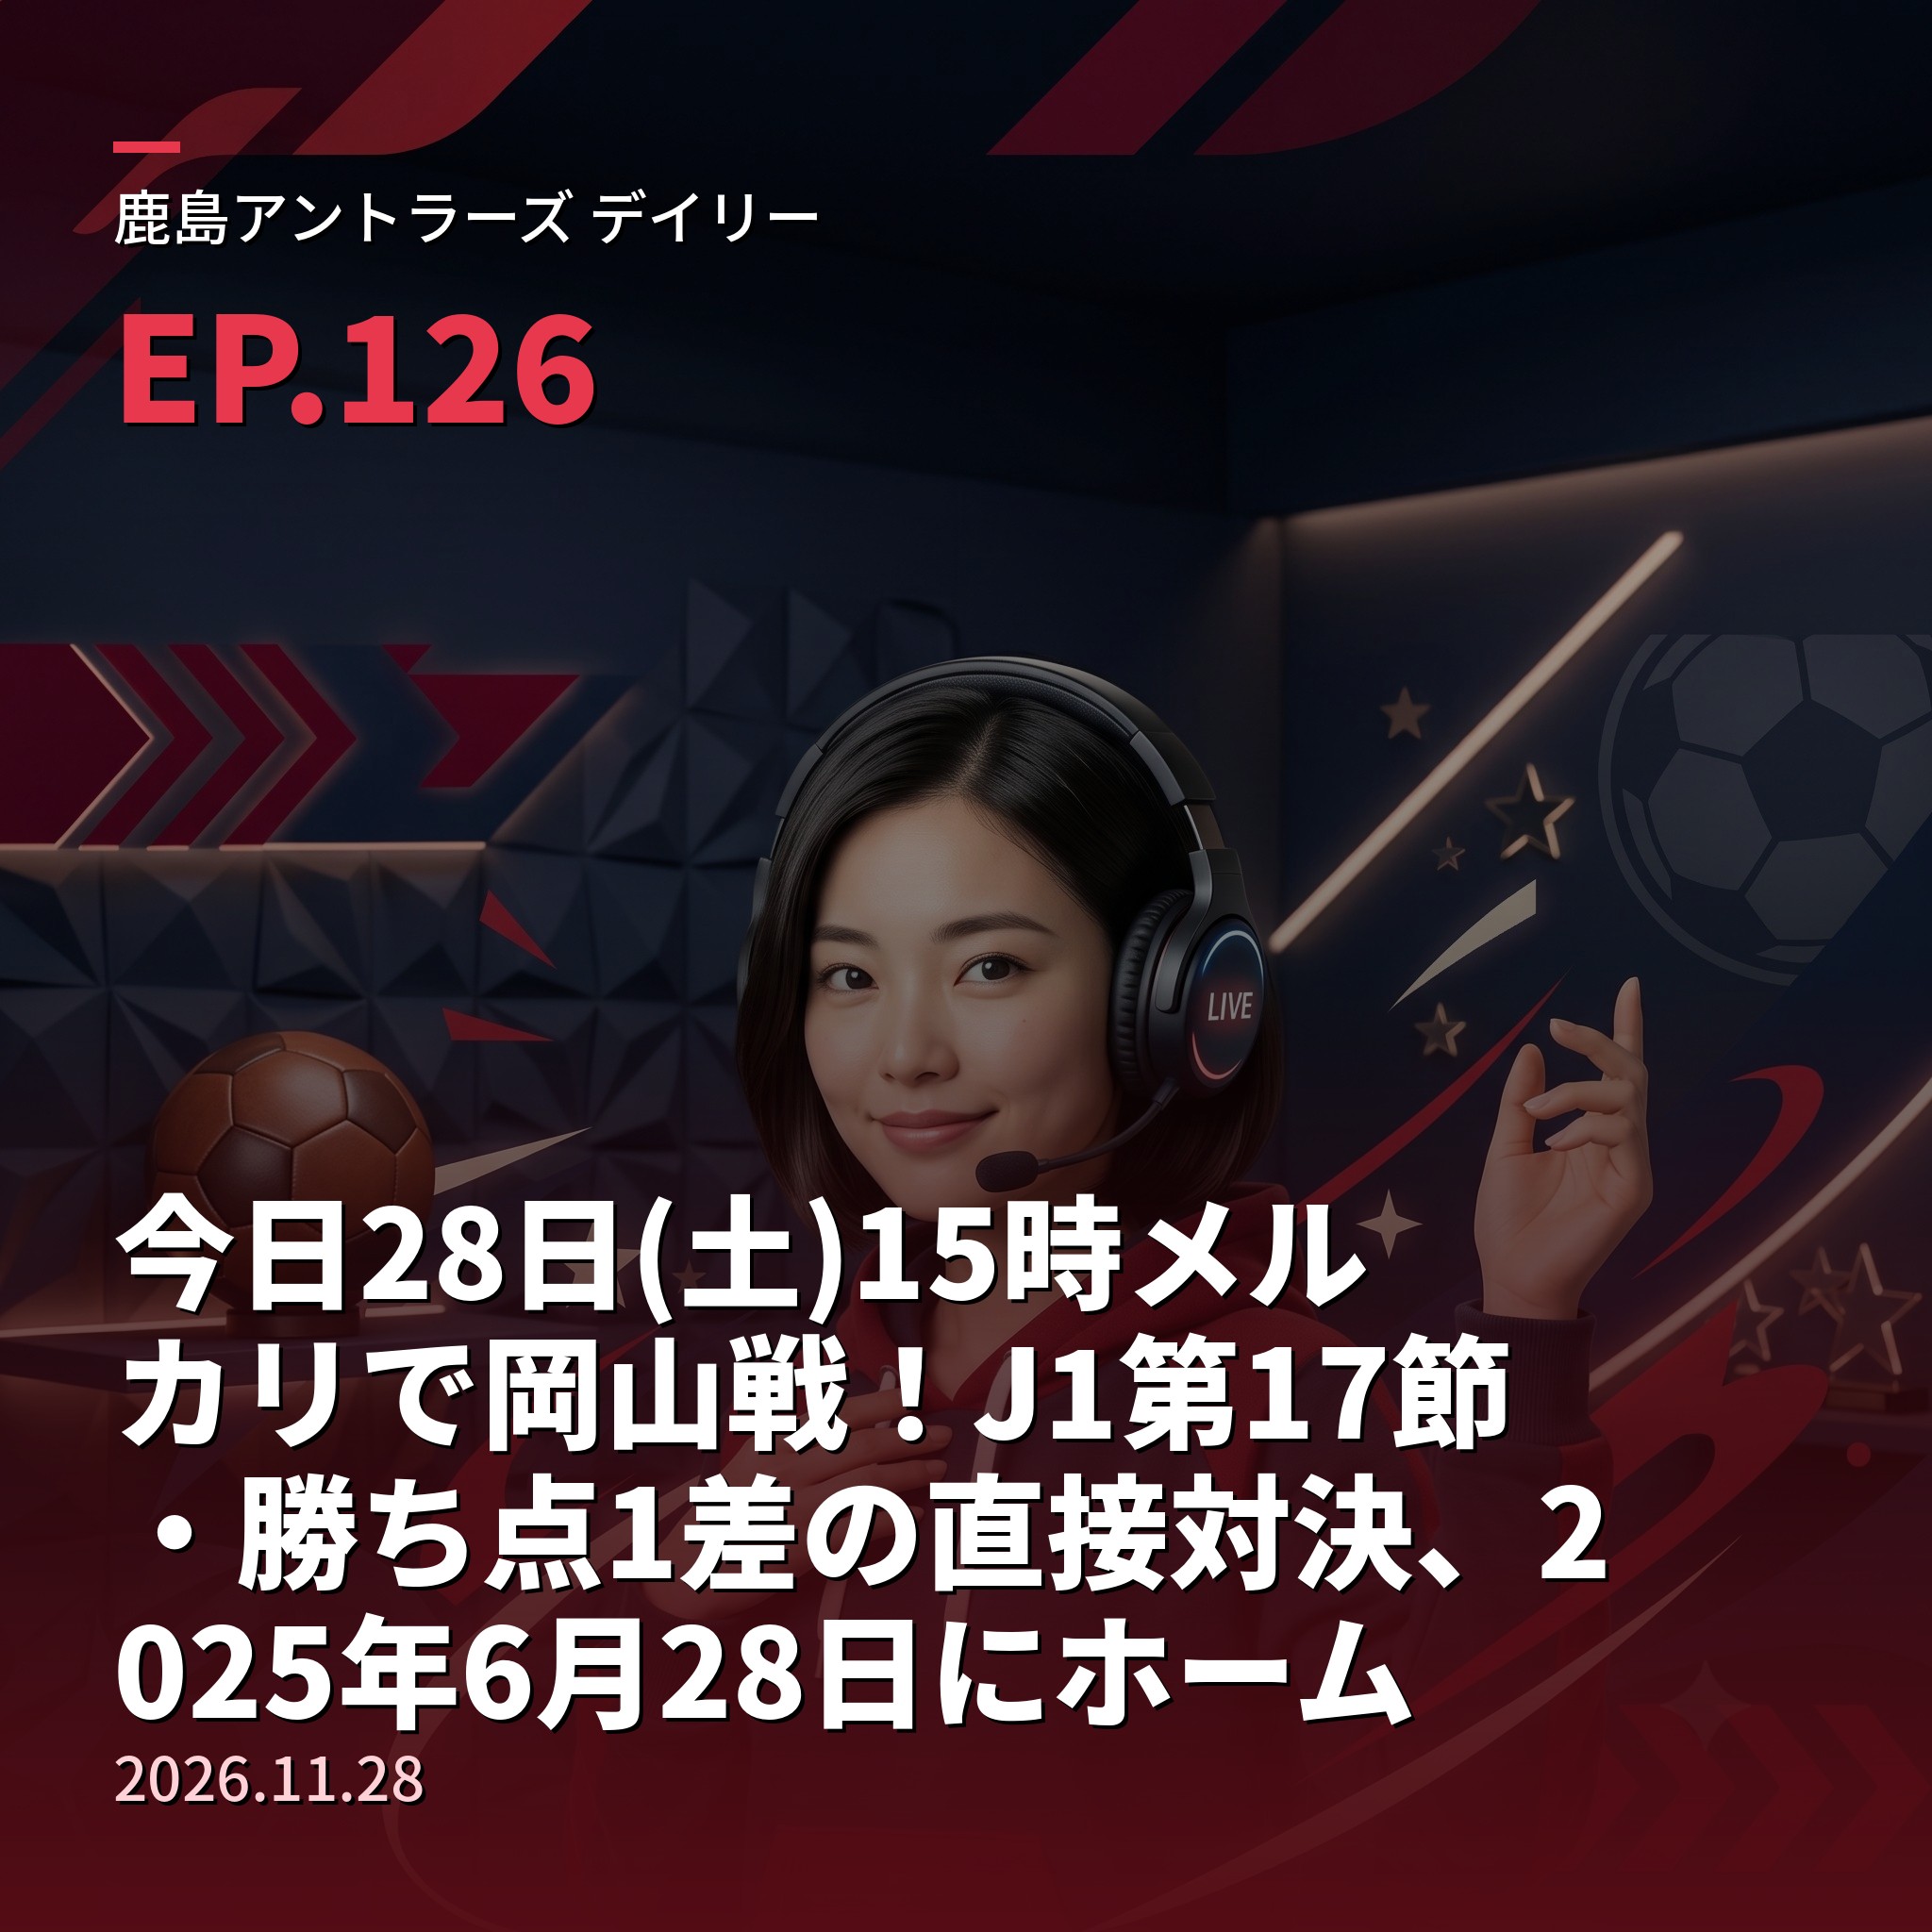 鹿島アントラーズ デイリー
EP.126
LIVE
今日28日(土)15時メル
カリで岡山戦！J1第17節
・勝ち点1差の直接対決、2
025年6月28日にホーム
2026.11.28